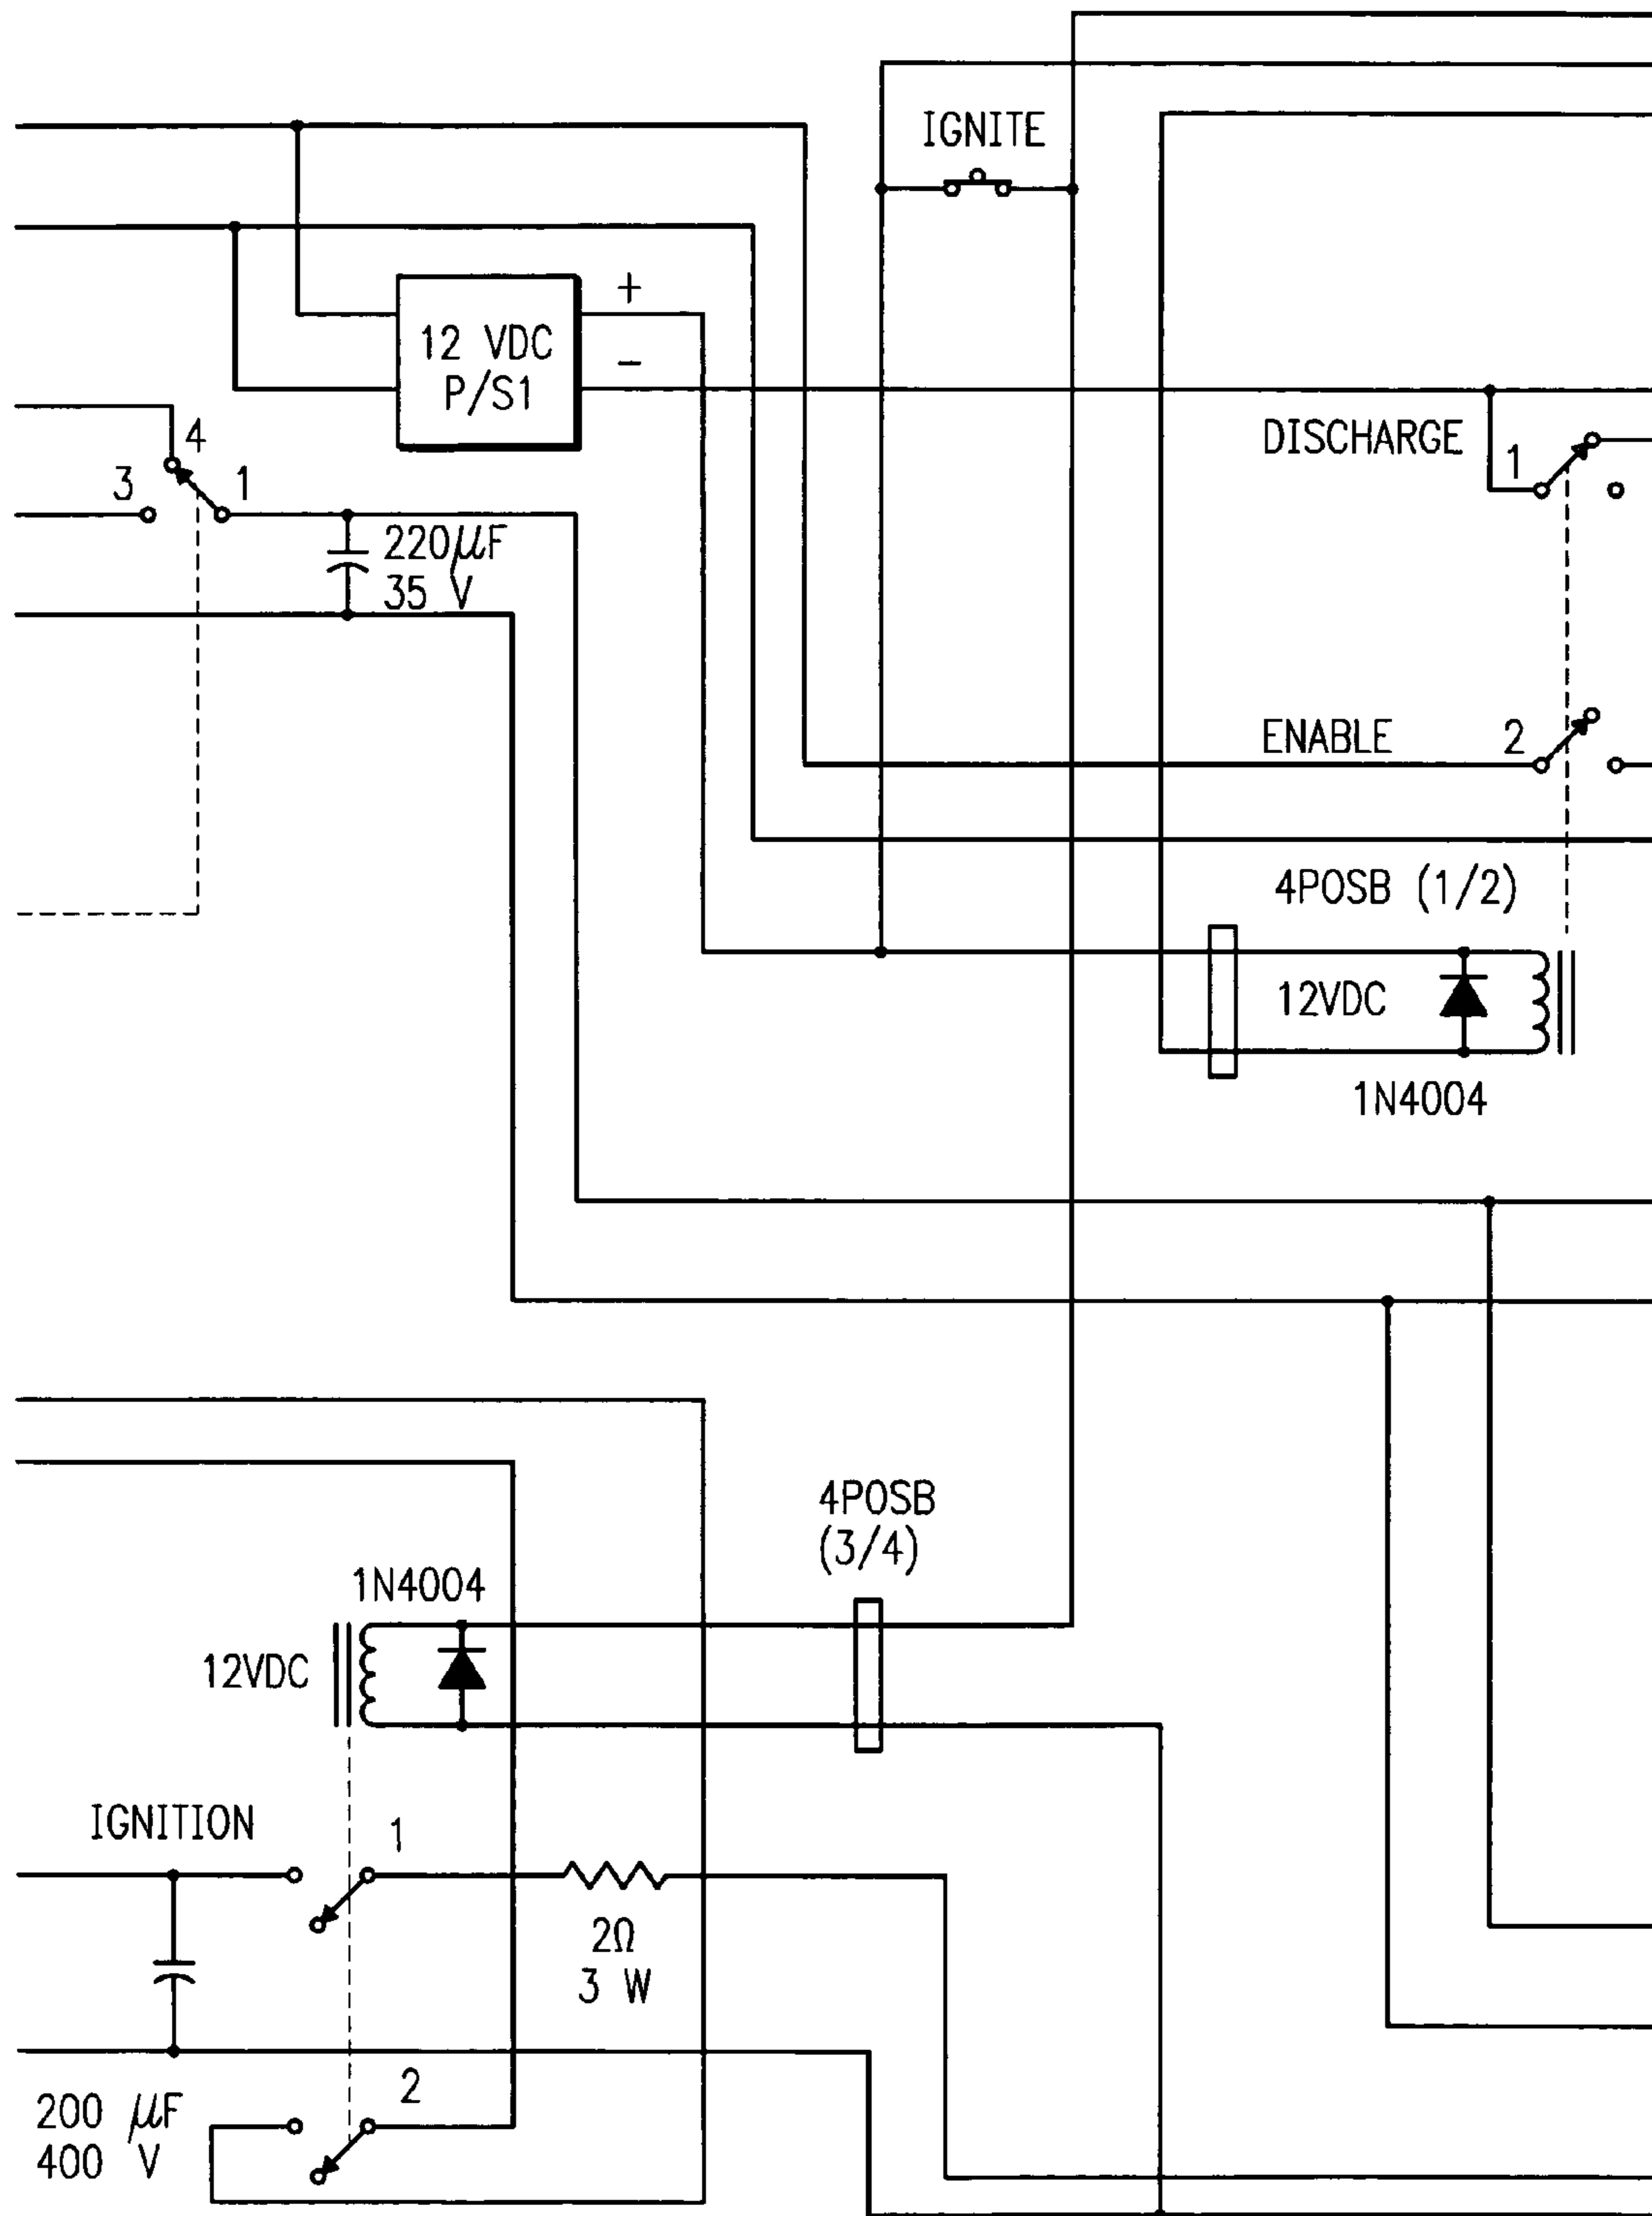 IGNITE
+
12 VDC
P/S1
−
4
3
1
DISCHARGE
1
220µF
35 V
ENABLE
2
4POSB (1/2)
12VDC
1N4004
4POSB
(3/4)
1N4004
12VDC
IGNITION
1
2Ω
3 W
2
200 µF
400 V